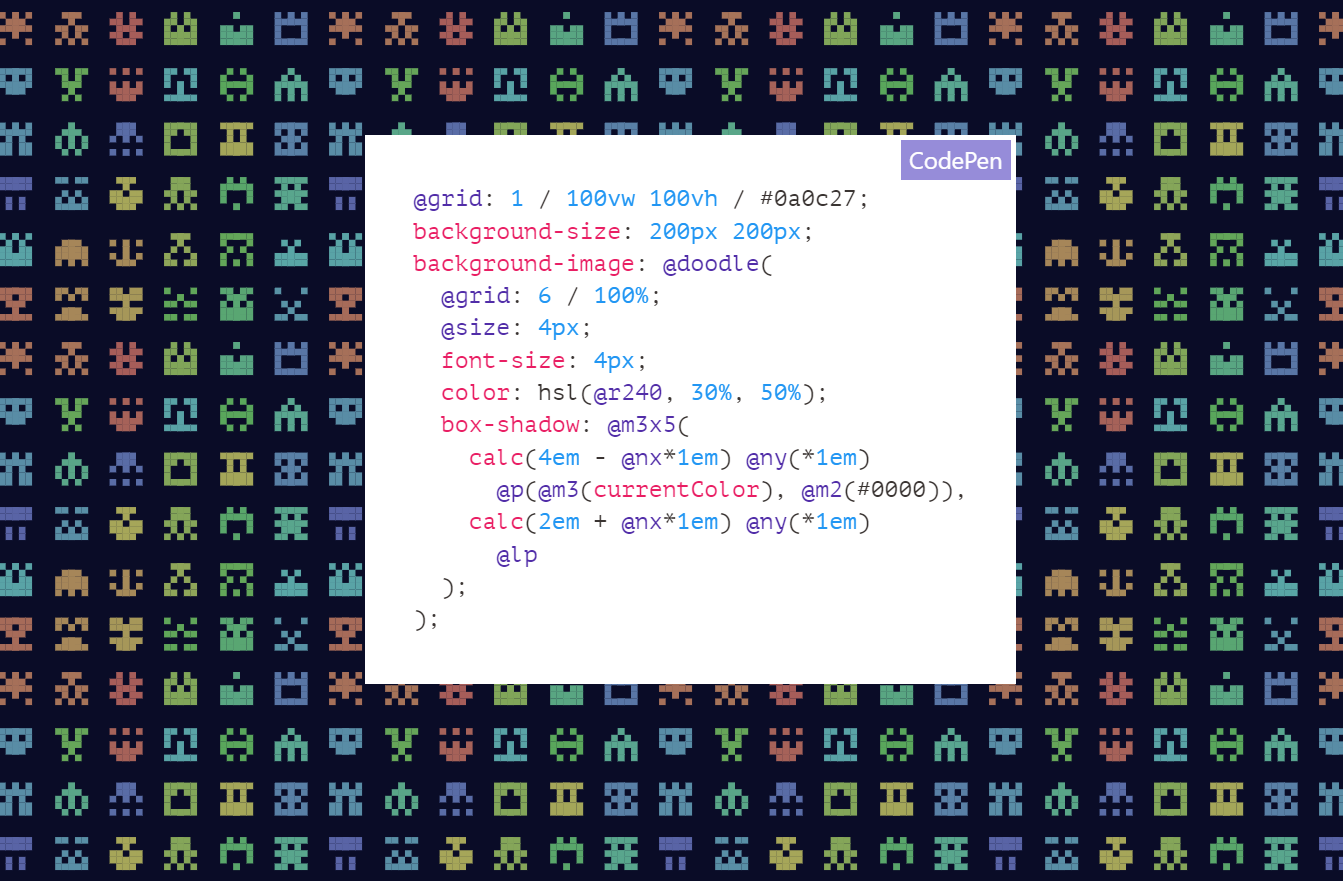 CodePen
@grid: 1 / 100vw 100vh / #0a0c27;
background-size: 200px 200px;
background-image: @doodle(
  @grid: 6 / 100%;
  @size: 4px;
  font-size: 4px;
  color: hsl(@r240, 30%, 50%);
  box-shadow: @m3x5(
    calc(4em - @nx*1em) @ny(*1em)
      @p(@m3(currentColor), @m2(#0000)),
    calc(2em + @nx*1em) @ny(*1em)
      @lp
  );
);